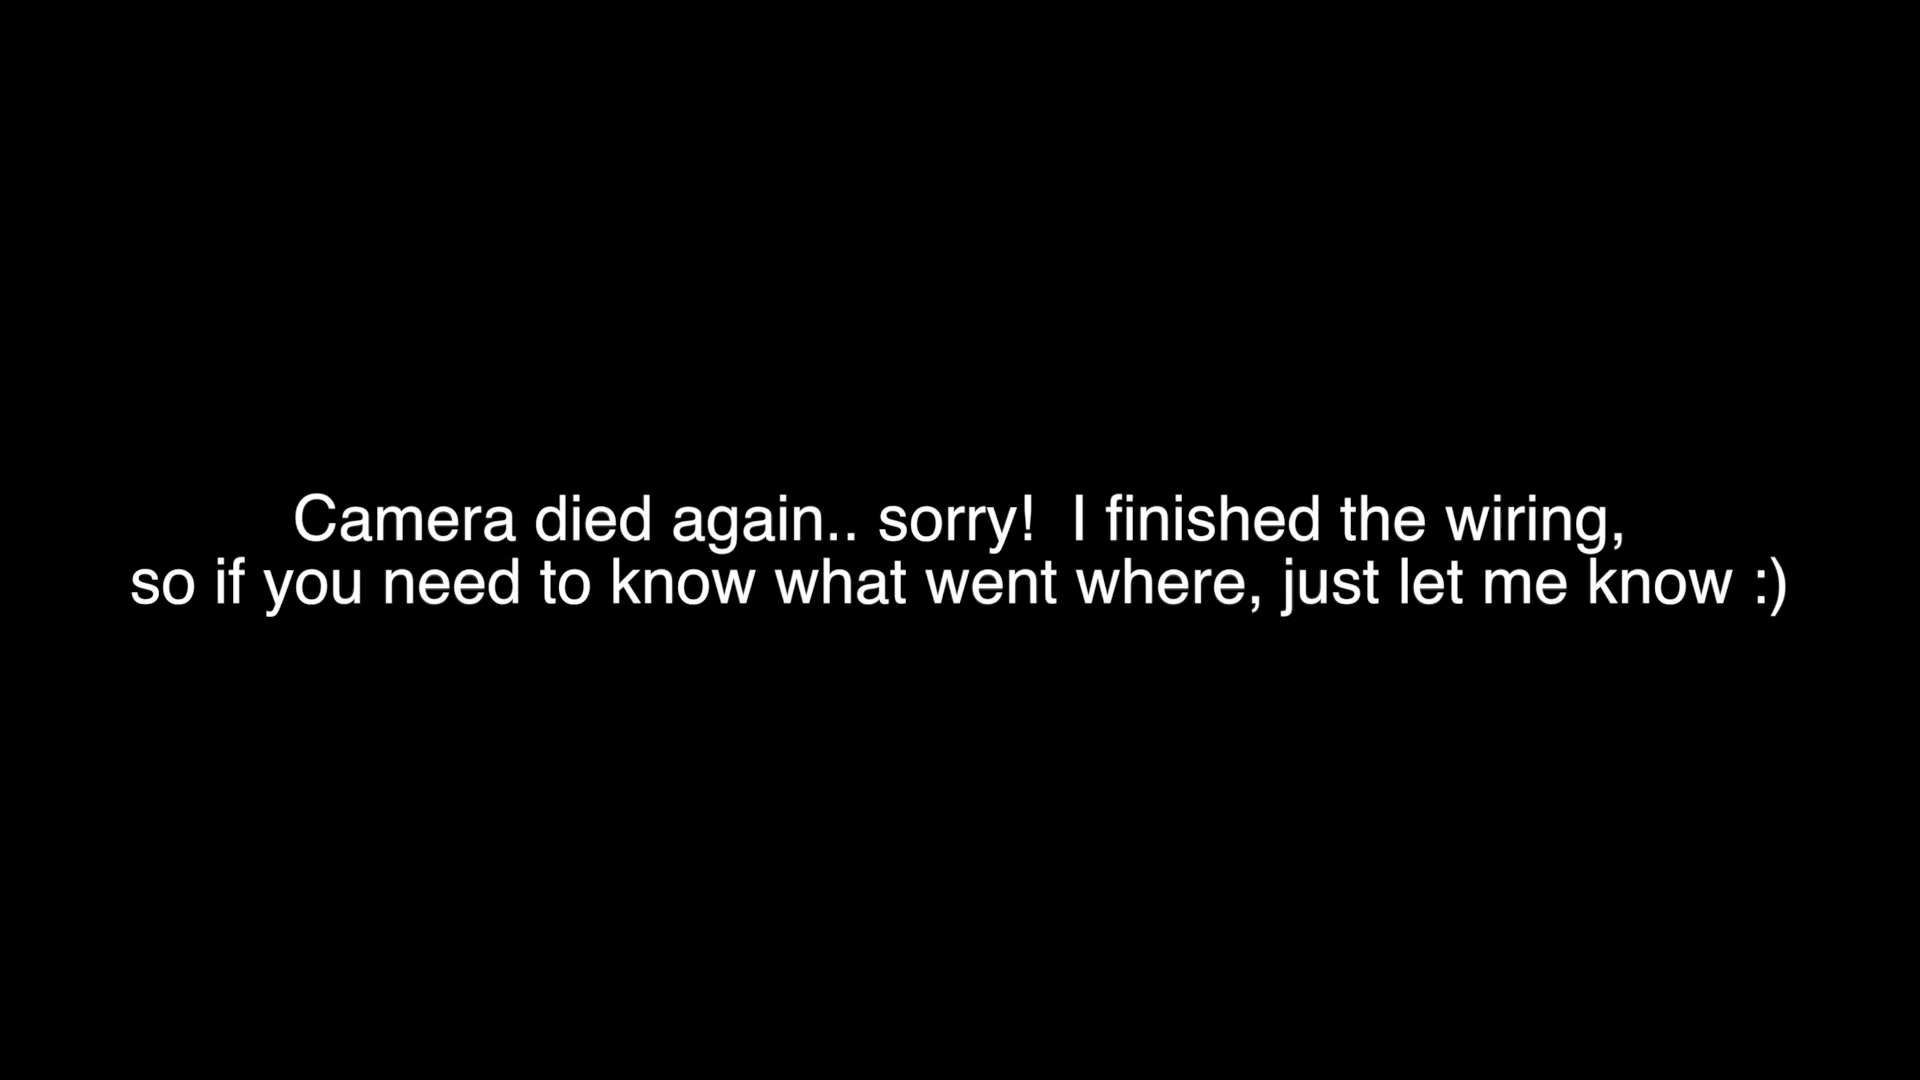 Camera died again.. sorry!  I finished the wiring,
so if you need to know what went where, just let me know :)